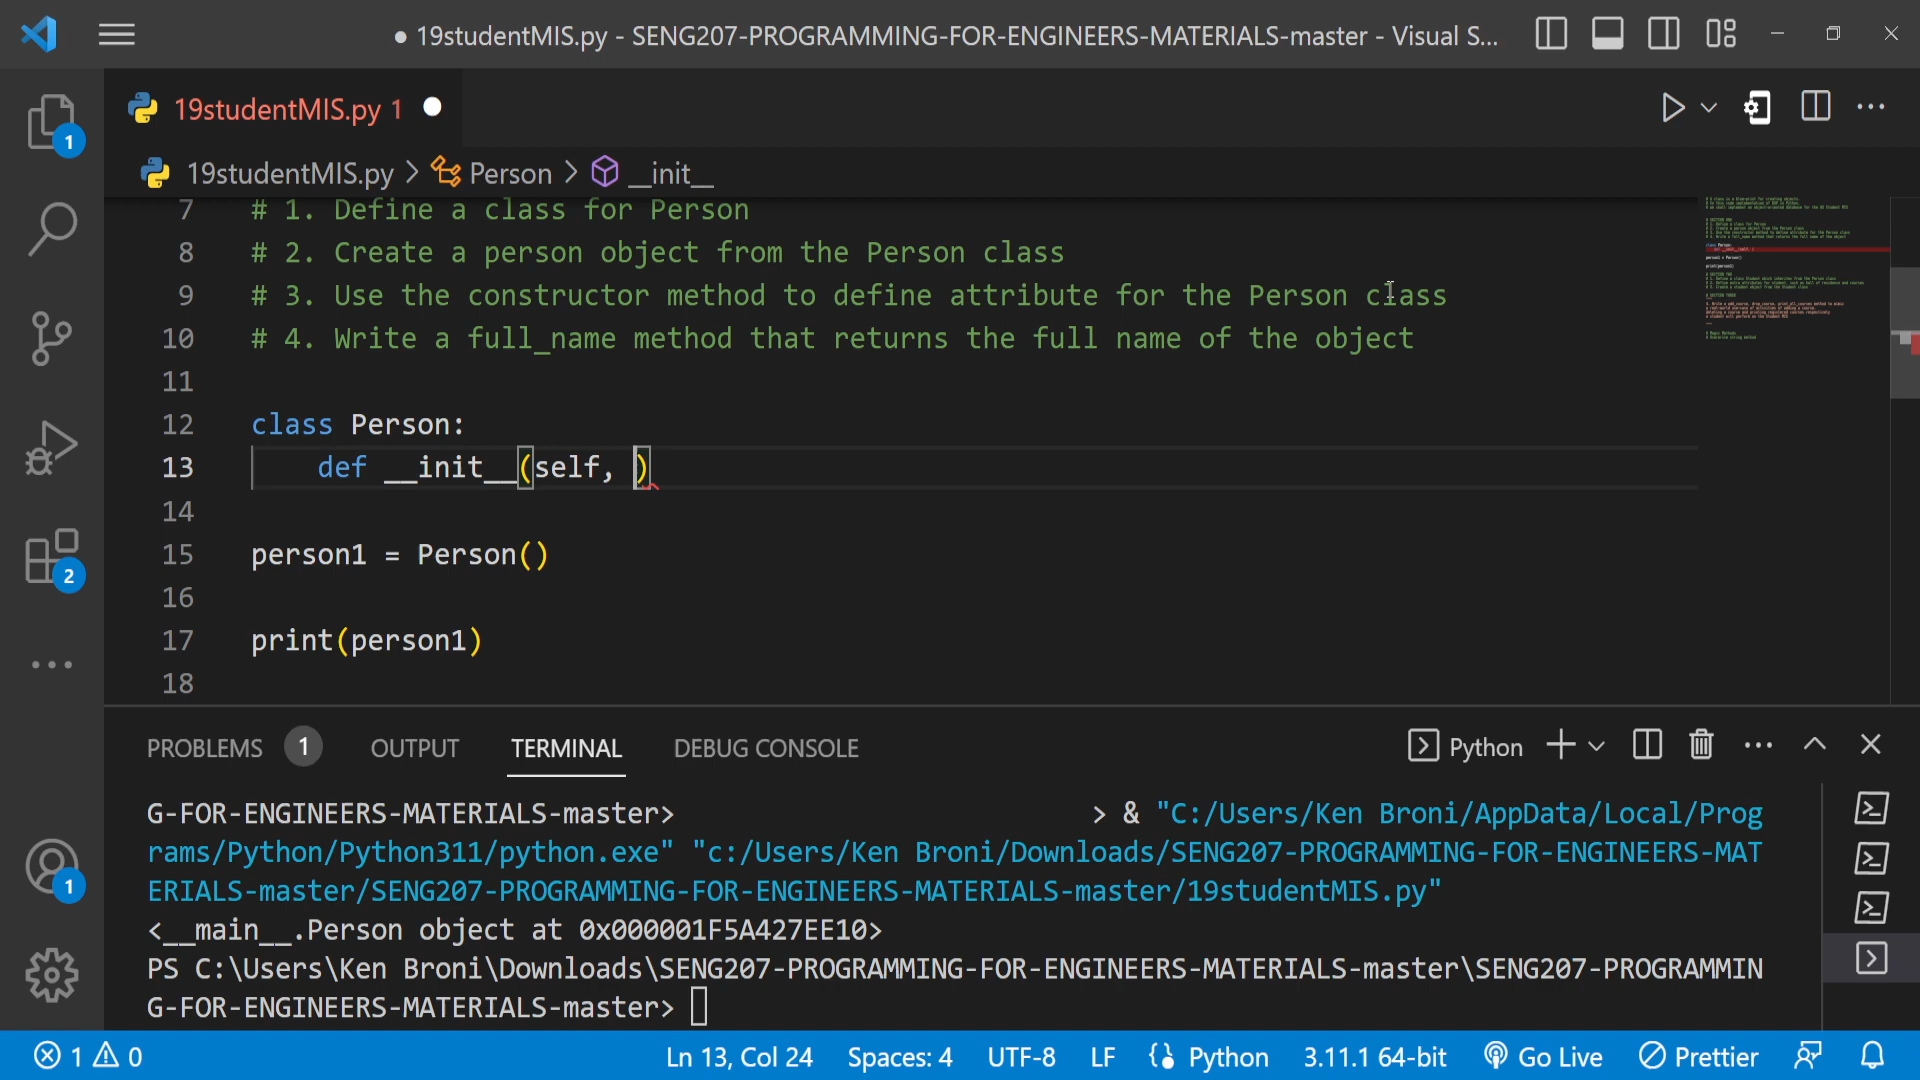 ● 19studentMIS.py - SENG207-PROGRAMMING-FOR-ENGINEERS-MATERIALS-master - Visual S...
19studentMIS.py 1
19studentMIS.py > Person > __init__
7 # 1. Define a class for Person
8 # 2. Create a person object from the Person class
9 # 3. Use the constructor method to define attribute for the Person class
10 # 4. Write a full_name method that returns the full name of the object
11
12 class Person:
13 def __init__(self, )
14
15 person1 = Person()
16
17 print(person1)
18
1
2
1
PROBLEMS 1 OUTPUT TERMINAL DEBUG CONSOLE Python
G-FOR-ENGINEERS-MATERIALS-master> > & "C:/Users/Ken Broni/AppData/Local/Prog
rams/Python/Python311/python.exe" "c:/Users/Ken Broni/Downloads/SENG207-PROGRAMMING-FOR-ENGINEERS-MAT
ERIALS-master/SENG207-PROGRAMMING-FOR-ENGINEERS-MATERIALS-master/19studentMIS.py"
<__main__.Person object at 0x000001F5A427EE10>
PS C:\Users\Ken Broni\Downloads\SENG207-PROGRAMMING-FOR-ENGINEERS-MATERIALS-master\SENG207-PROGRAMMIN
G-FOR-ENGINEERS-MATERIALS-master>
1 0 Ln 13, Col 24 Spaces: 4 UTF-8 LF Python 3.11.1 64-bit Go Live Prettier